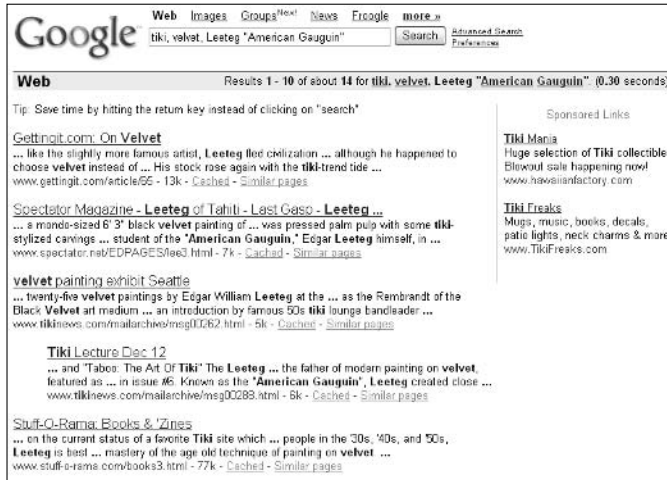 Web Images Groups New! News Froogle more »
Google
tiki, velvet, Leeteg "American Gauguin" Search Advanced Search
Preferences
Web Results 1 - 10 of about 14 for tiki, velvet, Leeteg "American Gauguin". (0.30 seconds)
Tip: Save time by hitting the return key instead of clicking on "search"
Gettingit.com: On Velvet
... like the slightly more famous artist, Leeteg fled civilization ... although he happened to
choose velvet instead of ... His stock rose again with the tiki-trend tide ...
www.gettingit.com/article/55 - 13k - Cached - Similar pages
Spectator Magazine - Leeteg of Tahiti - Last Gasp - Leeteg ...
... a mondo-sized 6' 3" black velvet painting of ... was pressed palm pulp with some tiki-
stylized carvings ... student of the "American Gauguin," Edgar Leeteg himself, in ...
www.spectator.net/EDPAGES/lee3.html - 7k - Cached - Similar pages
velvet painting exhibit Seattle
... twenty-five velvet paintings by Edgar William Leeteg at the ... as the Rembrandt of the
Black Velvet art medium ... an introduction by famous 50s tiki lounge bandleader ...
www.tikinews.com/mailarchive/msg00262.html - 5k - Cached - Similar pages
Tiki Lecture Dec 12
... and "Taboo: The Art Of Tiki" The Leeteg ... the father of modern painting on velvet,
featured as ... in issue #6. Known as the "American Gauguin", Leeteg created close ...
www.tikinews.com/mailarchive/msg00288.html - 6k - Cached - Similar pages
Stuff-O-Rama: Books & 'Zines
... on the current status of a favorite Tiki site which ... people in the '30s, '40s, and '50s,
Leeteg is best ... mastery of the age old technique of painting on velvet. ...
www.stuff-o-rama.com/books3.html - 77k - Cached - Similar pages
Sponsored Links
Tiki Mania
Huge selection of Tiki collectible
Blowout sale happening now!
www.hawaiianfactory.com
Tiki Freaks
Mugs, music, books, decals,
patio lights, neck charms & more
www.TikiFreaks.com